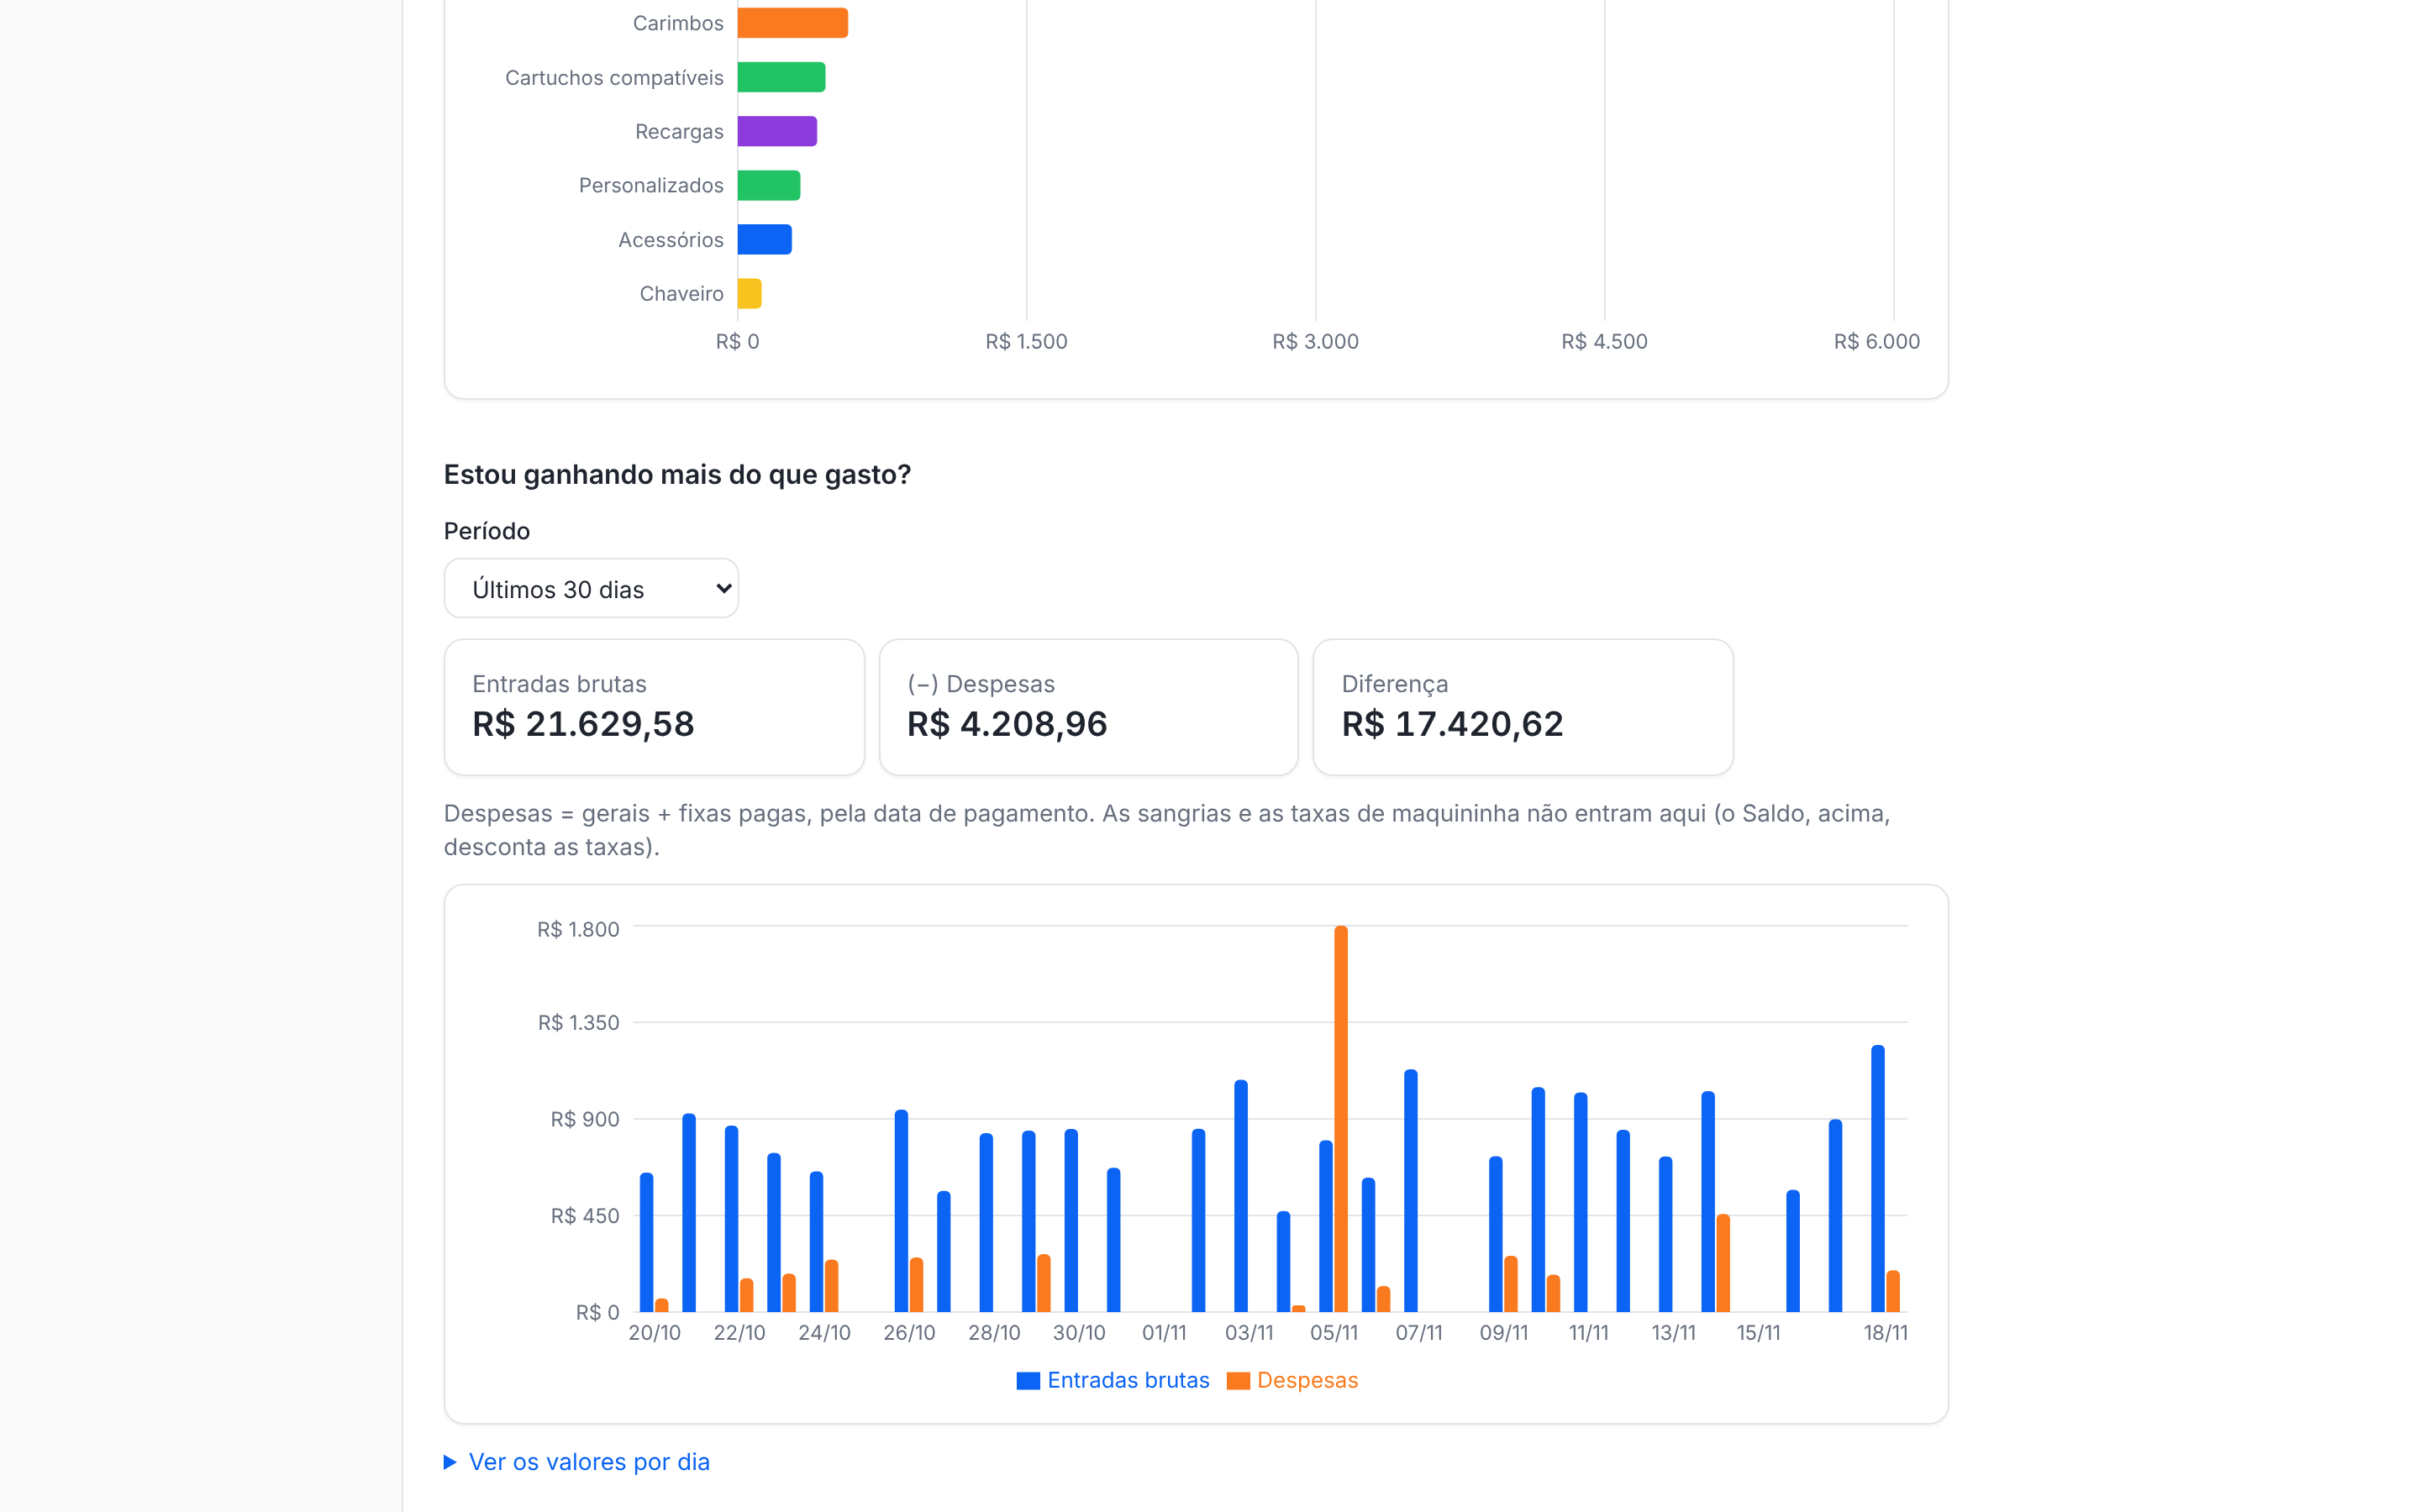 Carimbos
Cartuchos compatíveis
Recargas
Personalizados
Acessórios
Chaveiro
R$ 0 R$ 1.500 R$ 3.000 R$ 4.500 R$ 6.000
Estou ganhando mais do que gasto?
Período
Últimos 30 dias
Entradas brutas
R$ 21.629,58
(−) Despesas
R$ 4.208,96
Diferença
R$ 17.420,62
Despesas = gerais + fixas pagas, pela data de pagamento. As sangrias e as taxas de maquininha não entram aqui (o Saldo, acima,
desconta as taxas).
R$ 1.800
R$ 1.350
R$ 900
R$ 450
R$ 0
20/10 22/10 24/10 26/10 28/10 30/10 01/11 03/11 05/11 07/11 09/11 11/11 13/11 15/11 18/11
Entradas brutas Despesas
Ver os valores por dia